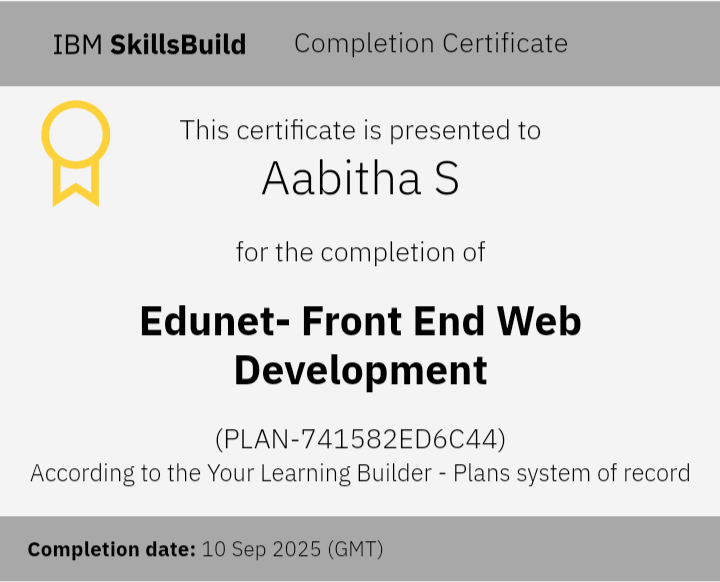 IBM SkillsBuild Completion Certificate
This certificate is presented to
Aabitha S
for the completion of
Edunet- Front End Web
Development
(PLAN-741582ED6C44)
According to the Your Learning Builder - Plans system of record
Completion date: 10 Sep 2025 (GMT)